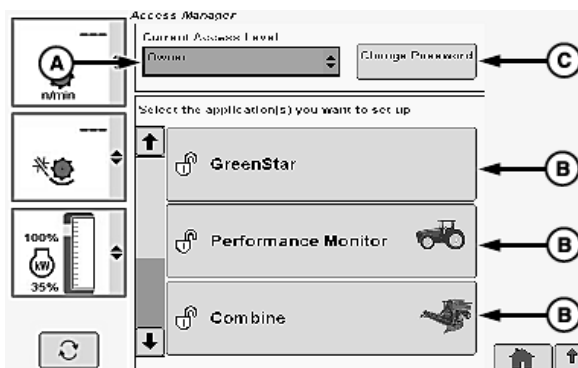 Access Manager
Current Access Level
Owner
Change Password
A
C
n/min
Select the application(s) you want to set up
GreenStar
B
Performance Monitor
B
100%
kW
35%
Combine
B